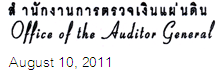 สำนักงานการตรวจเงินแผ่นดิน
Office of the Auditor General
August 10, 2011